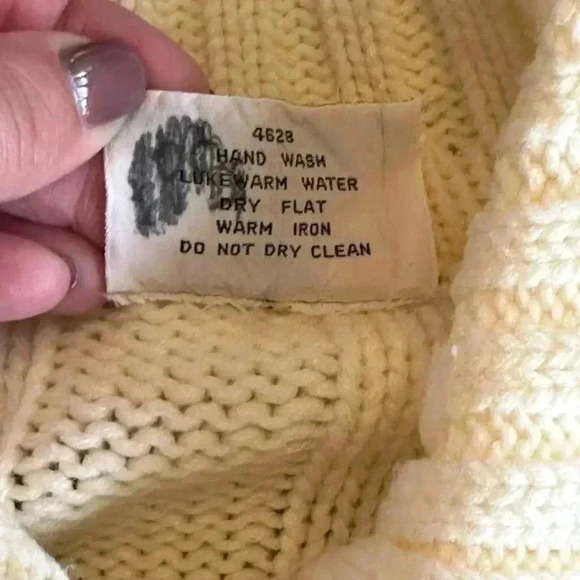 4628
HAND WASH
LUKEWARM WATER
DRY FLAT
WARM IRON
DO NOT DRY CLEAN